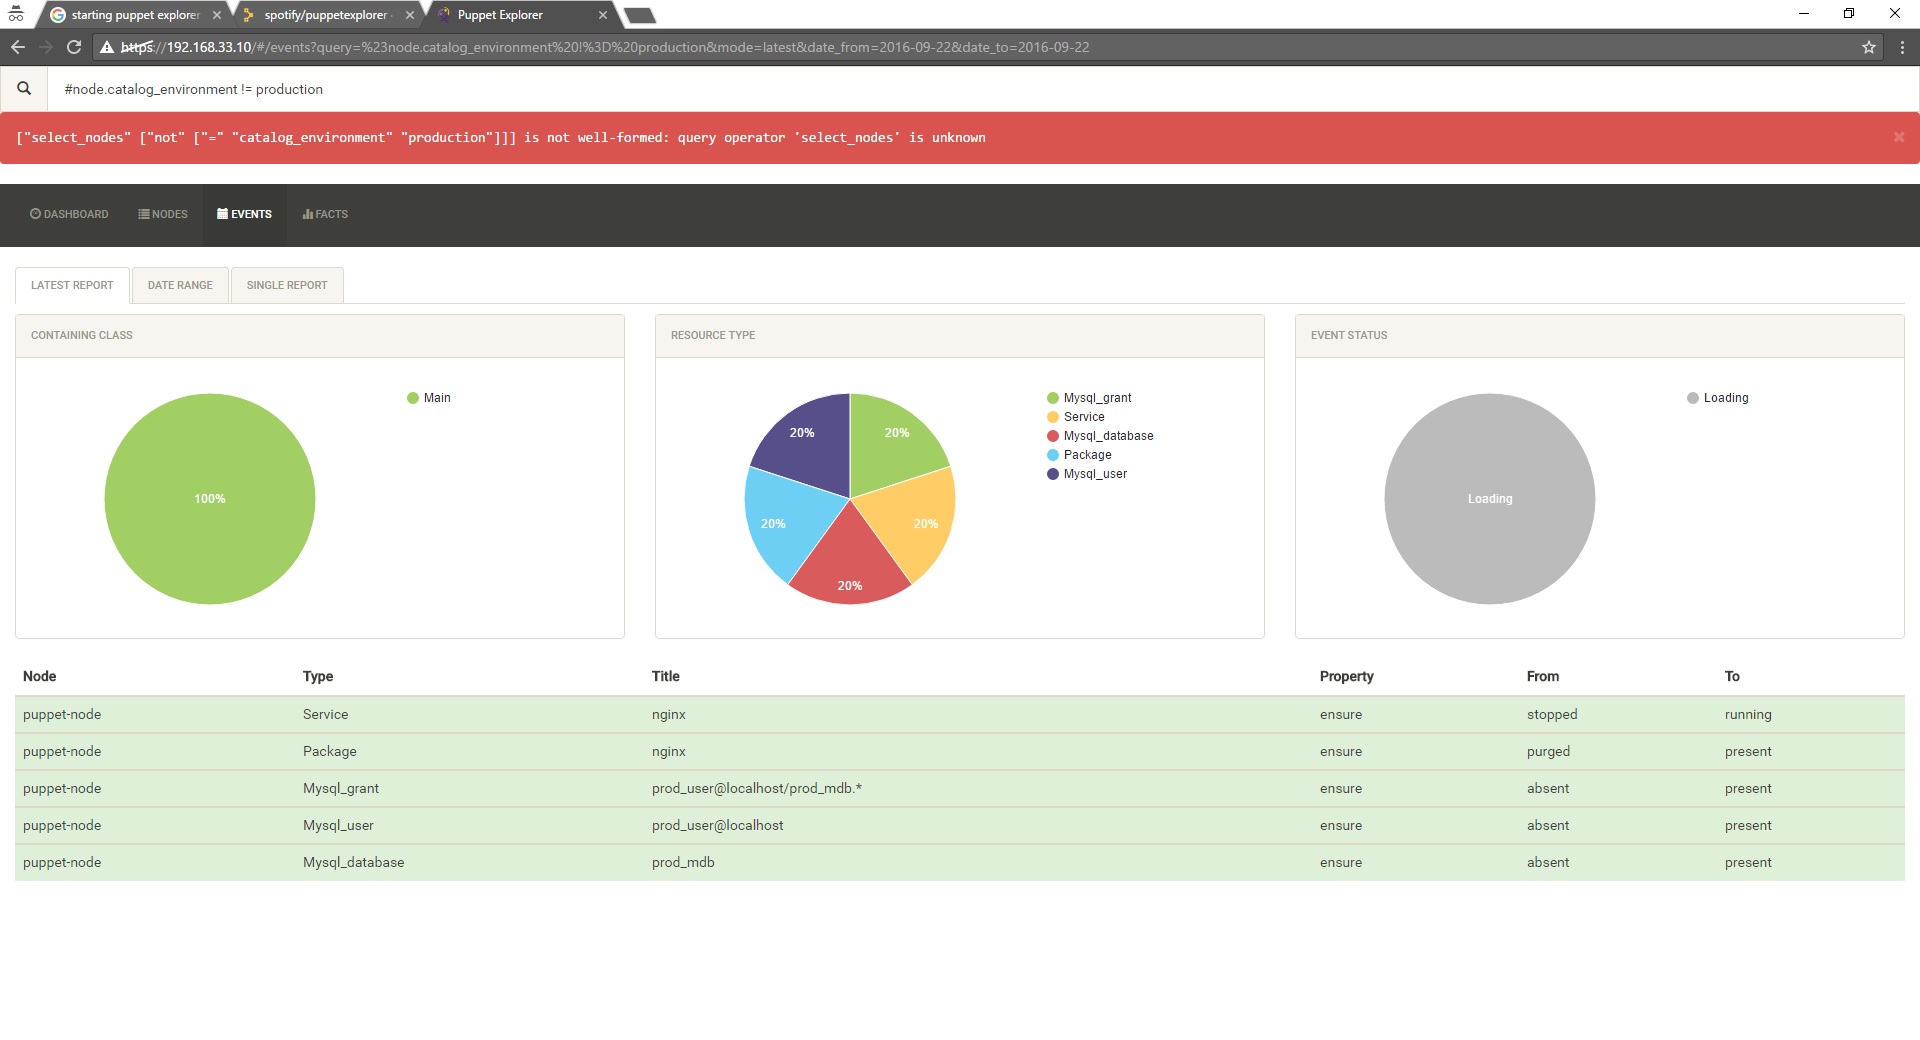 starting puppet explorer
spotify/puppetexplorer
Puppet Explorer
https://192.168.33.10/#/events?query=%23node.catalog_environment%20!%3D%20production&mode=latest&date_from=2016-09-22&date_to=2016-09-22
#node.catalog_environment != production
["select_nodes" ["not" ["=" "catalog_environment" "production"]]] is not well-formed: query operator 'select_nodes' is unknown
DASHBOARD NODES EVENTS FACTS
LATEST REPORT DATE RANGE SINGLE REPORT
CONTAINING CLASS
Main
100%
RESOURCE TYPE
Mysql_grant
Service
Mysql_database
Package
Mysql_user
20%
20%
20%
20%
20%
EVENT STATUS
Loading
Loading
Node Type Title Property From To
puppet-node Service nginx ensure stopped running
puppet-node Package nginx ensure purged present
puppet-node Mysql_grant prod_user@localhost/prod_mdb.* ensure absent present
puppet-node Mysql_user prod_user@localhost ensure absent present
puppet-node Mysql_database prod_mdb ensure absent present